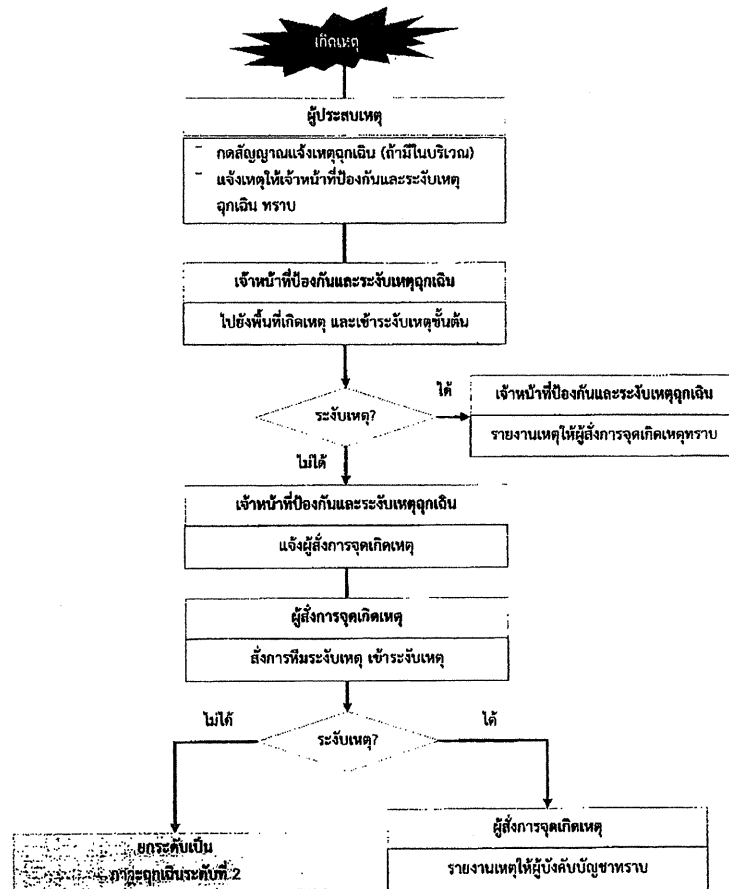 เกิดเหตุ
ผู้ประสบเหตุ
- กดสัญญาณแจ้งเหตุฉุกเฉิน (ถ้ามีในบริเวณ)
- แจ้งเหตุให้เจ้าหน้าที่ป้องกันและระงับเหตุ
ฉุกเฉิน ทราบ
เจ้าหน้าที่ป้องกันและระงับเหตุฉุกเฉิน
ไปยังพื้นที่เกิดเหตุ และเข้าระงับเหตุขั้นต้น
ระงับเหตุ?
ได้
เจ้าหน้าที่ป้องกันและระงับเหตุฉุกเฉิน
รายงานเหตุให้ผู้สั่งการจุดเกิดเหตุทราบ
ไม่ได้
เจ้าหน้าที่ป้องกันและระงับเหตุฉุกเฉิน
แจ้งผู้สั่งการจุดเกิดเหตุ
ผู้สั่งการจุดเกิดเหตุ
สั่งการทีมระงับเหตุ เข้าระงับเหตุ
ไม่ได้
ระงับเหตุ?
ได้
ยกระดับเป็น
ภาวะฉุกเฉินระดับที่ 2
ผู้สั่งการจุดเกิดเหตุ
รายงานเหตุให้ผู้บังคับบัญชาทราบ